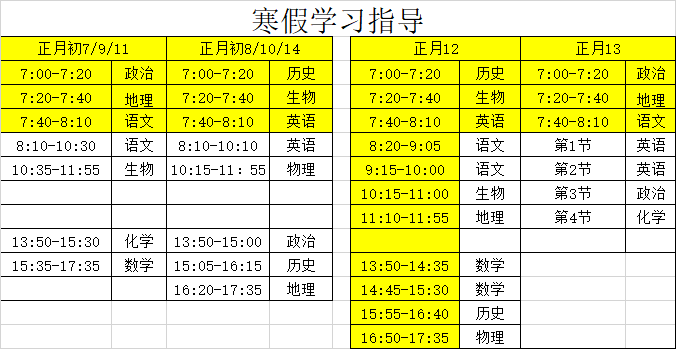 寒假学习指导
正月初7/9/11 正月初8/10/14 正月12 正月13
7:00-7:20 政治 7:00-7:20 历史 7:00-7:20 历史 7:00-7:20 政治
7:20-7:40 地理 7:20-7:40 生物 7:20-7:40 生物 7:20-7:40 地理
7:40-8:10 语文 7:40-8:10 英语 7:40-8:10 英语 7:40-8:10 语文
8:10-10:30 语文 8:10-10:10 英语 8:20-9:05 语文 第1节 英语
10:35-11:55 生物 10:15-11：55 物理 9:15-10:00 语文 第2节 英语
10:15-11:00 生物 第3节 政治
11:10-11:55 地理 第4节 化学
13:50-15:30 化学 13:50-15:00 政治
15:35-17:35 数学 15:05-16:15 历史 13:50-14:35 数学
16:20-17:35 地理 14:45-15:30 数学
15:55-16:40 历史
16:50-17:35 物理